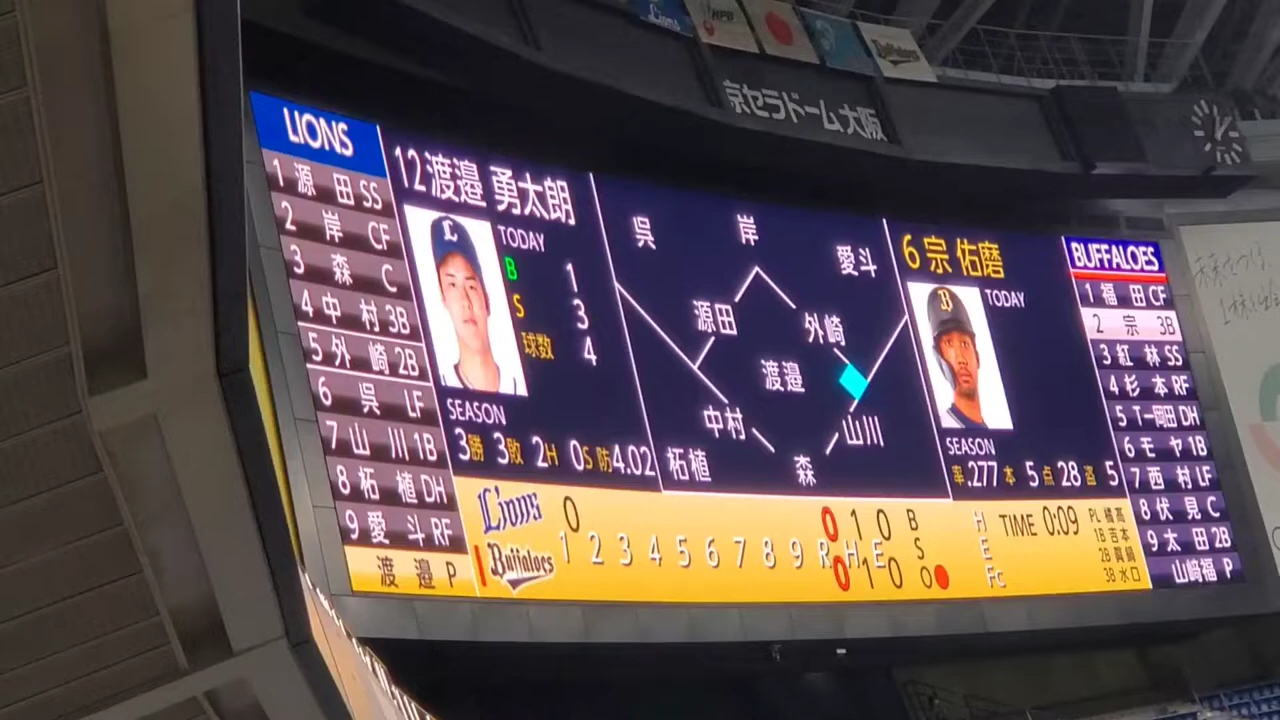 Lions
NPB
Buffaloes
京セラドーム大阪
LIONS
1 源 田 SS
2 岸 CF
3 森 C
4 中 村 3B
5 外 崎 2B
6 呉 LF
7 山 川 1B
8 柘 植 DH
9 愛 斗 RF
渡 邉 P
12 渡邉 勇太朗
TODAY
B 1
S 3
球数 4
SEASON
3勝 3敗 2H 0S 防4.02
呉 岸 愛斗
源田 外崎
渡邉
中村 山川
柘植 森
6 宗 佑磨
TODAY
SEASON
率.277 本 5 点 28 盗 5
BUFFALOES
1 福 田 CF
2 宗 3B
3 紅 林 SS
4 杉 本 RF
5 T-岡田 DH
6 モ ヤ 1B
7 西 村 LF
8 伏 見 C
9 太 田 2B
山﨑福 P
Lions 0 0 1 0
1 2 3 4 5 6 7 8 9 R H E
Buffaloes 0 1 0
B
S
O
H
E
Fc
TIME 0:09
PL 橘髙
1B 吉本
2B 眞鍋
3B 水口